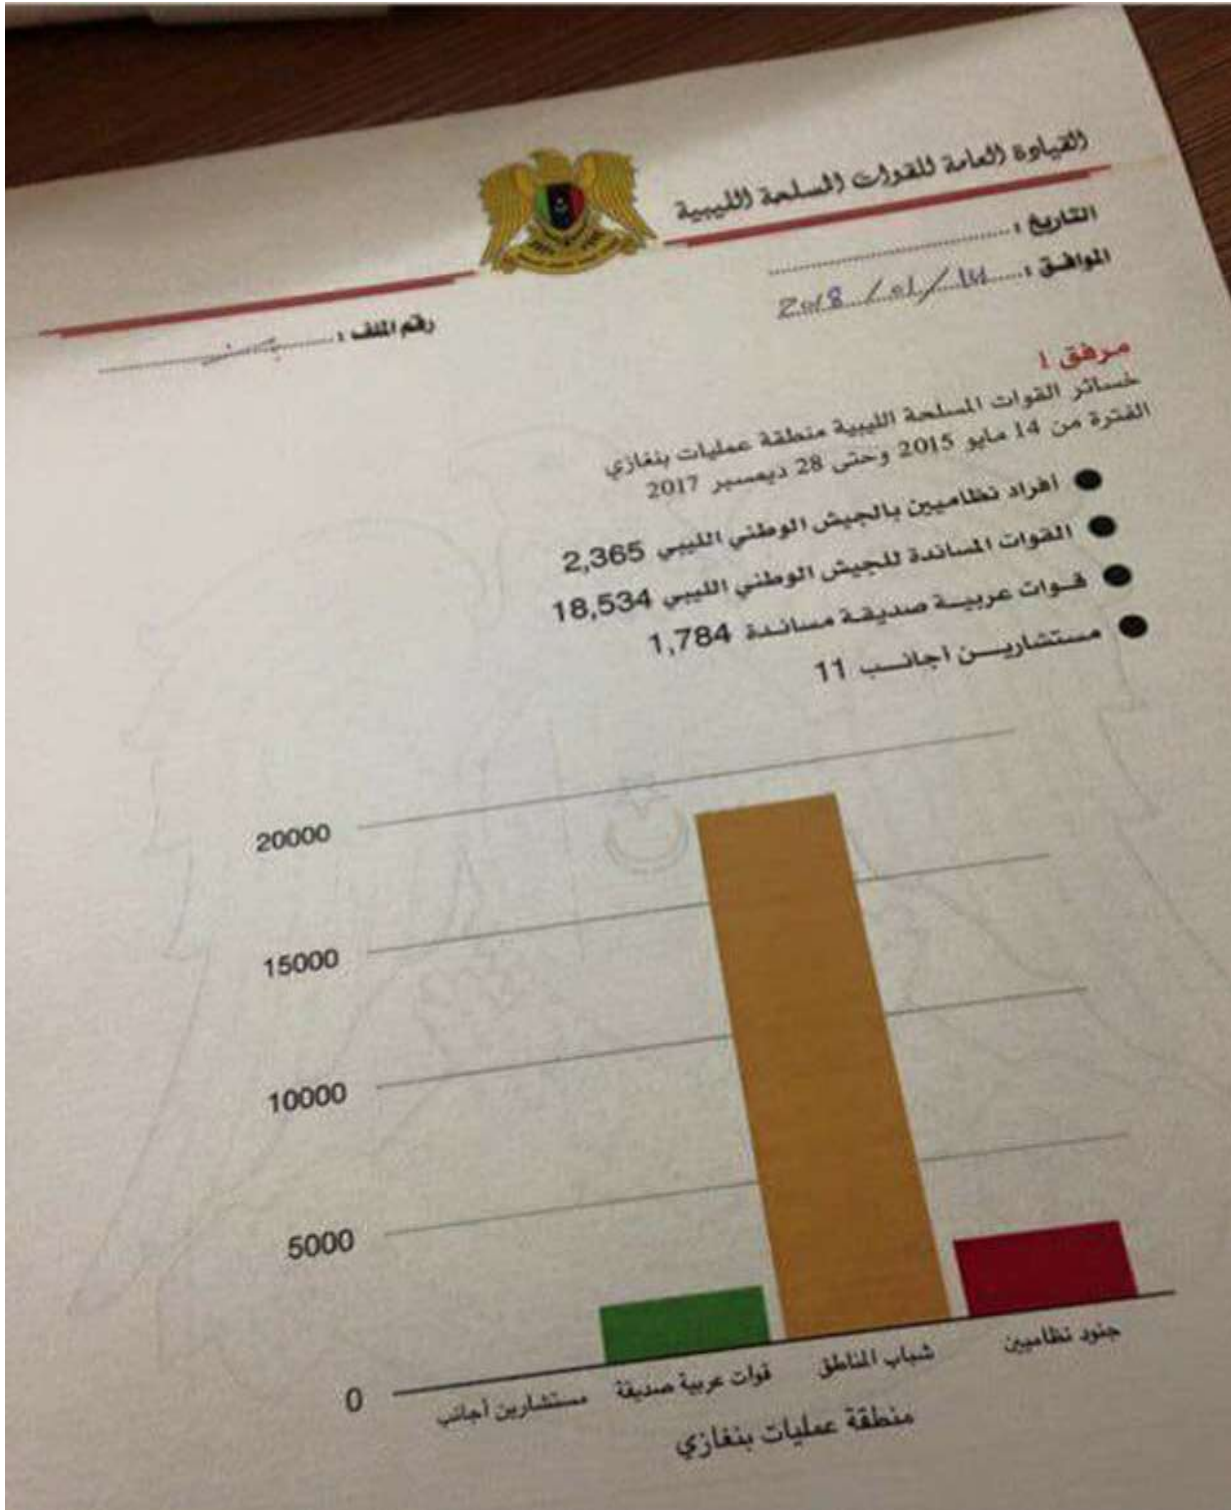 القيادة العامة للقوات المسلحة الليبية
التاريخ :
الموافق : 2018 / 01 / 14
رقم الملف :
مرفق 1
خسائر القوات المسلحة الليبية منطقة عمليات بنغازي
الفترة من 14 مايو 2015 وحتى 28 ديسمبر 2017
● أفراد نظاميين بالجيش الوطني الليبي 2,365
● القوات المساندة للجيش الوطني الليبي 18,534
● قوات عربية صديقة مساندة 1,784
● مستشارين اجانب 11
20000
15000
10000
5000
0
جنود نظاميين
شباب المناطق
قوات عربية صديقة
مستشارين أجانب
منطقة عمليات بنغازي